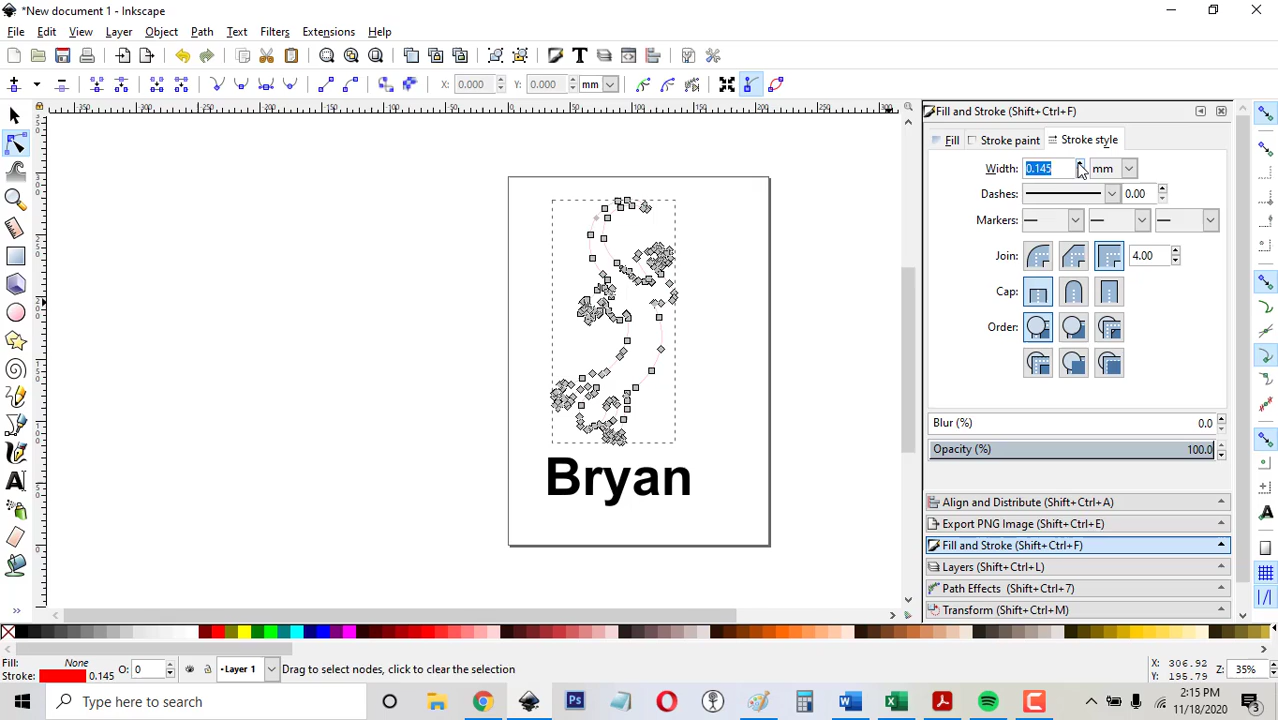 *New document 1 - Inkscape
File Edit View Layer Object Path Text Filters Extensions Help
X: 0.000 Y: 0.000 mm
Fill and Stroke (Shift+Ctrl+F)
Fill Stroke paint Stroke style
Width: 0.145 mm
Dashes: 0.00
Markers:
Join: 4.00
Cap:
Order:
Blur (%) 0.0
Opacity (%) 100.0
Bryan
Align and Distribute (Shift+Ctrl+A)
Export PNG Image (Shift+Ctrl+E)
Fill and Stroke (Shift+Ctrl+F)
Layers (Shift+Ctrl+L)
Path Effects (Shift+Ctrl+7)
Transform (Shift+Ctrl+M)
Fill: None
Stroke: 0.145 O: 0 Layer 1 Drag to select nodes, click to clear the selection X: 306.92 Y: 195.79 Z: 35%
Type here to search
2:15 PM
11/18/2020
3